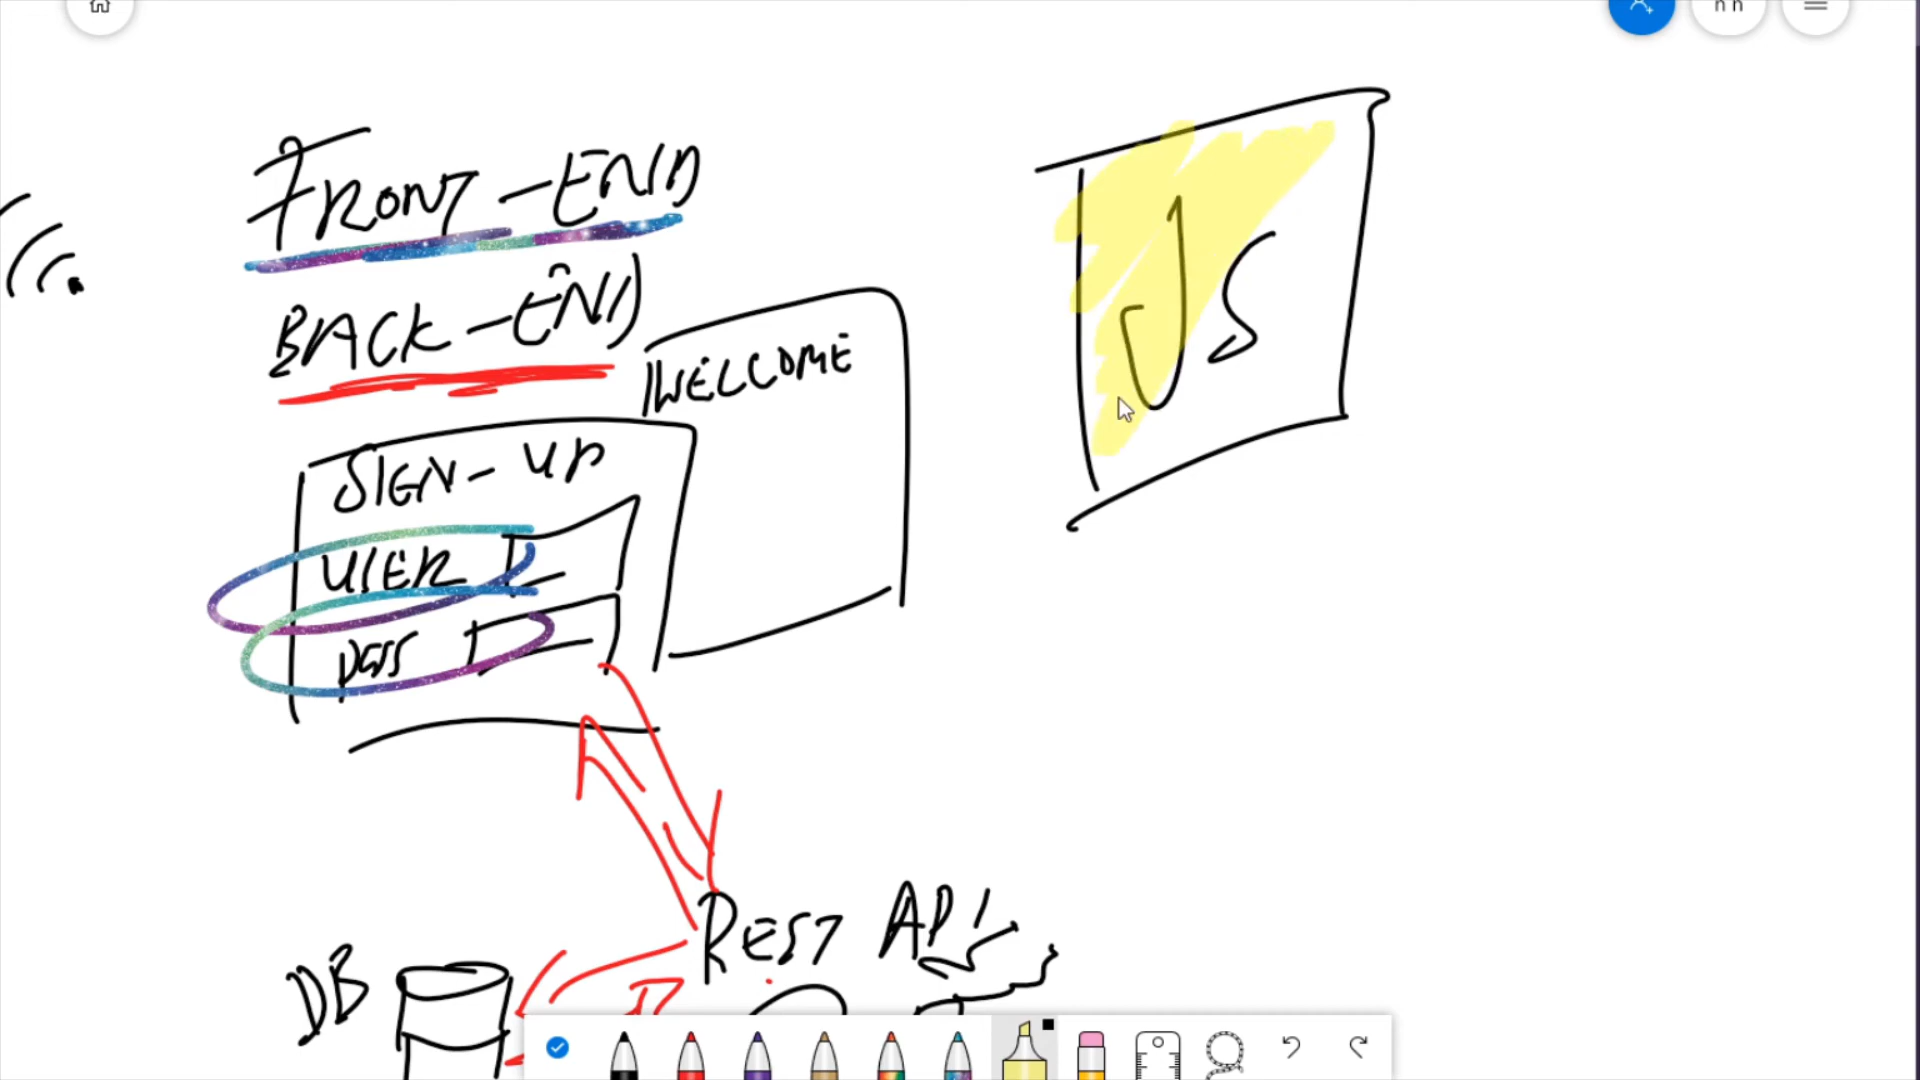 FRONT-END
BACK-END
WELCOME
JS
SIGN-UP
USER
PASS
REST API
DB